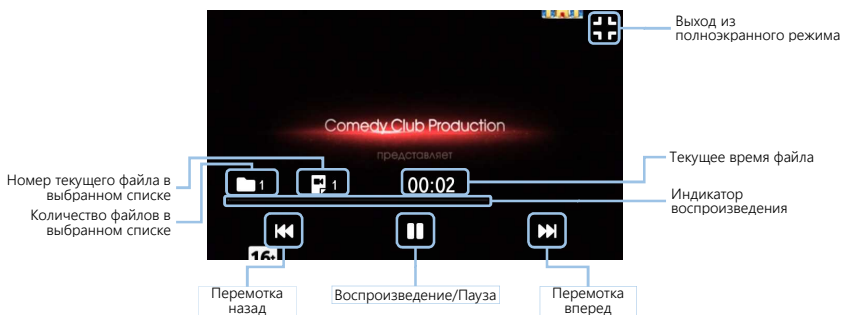 Выход из
полноэкранного режима
Comedy Club Production
представляет
Текущее время файла
Номер текущего файла в
выбранном списке
1
1
00:02
Индикатор
воспроизведения
Количество файлов в
выбранном списке
16+
Перемотка
назад
Воспроизведение/Пауза
Перемотка
вперед